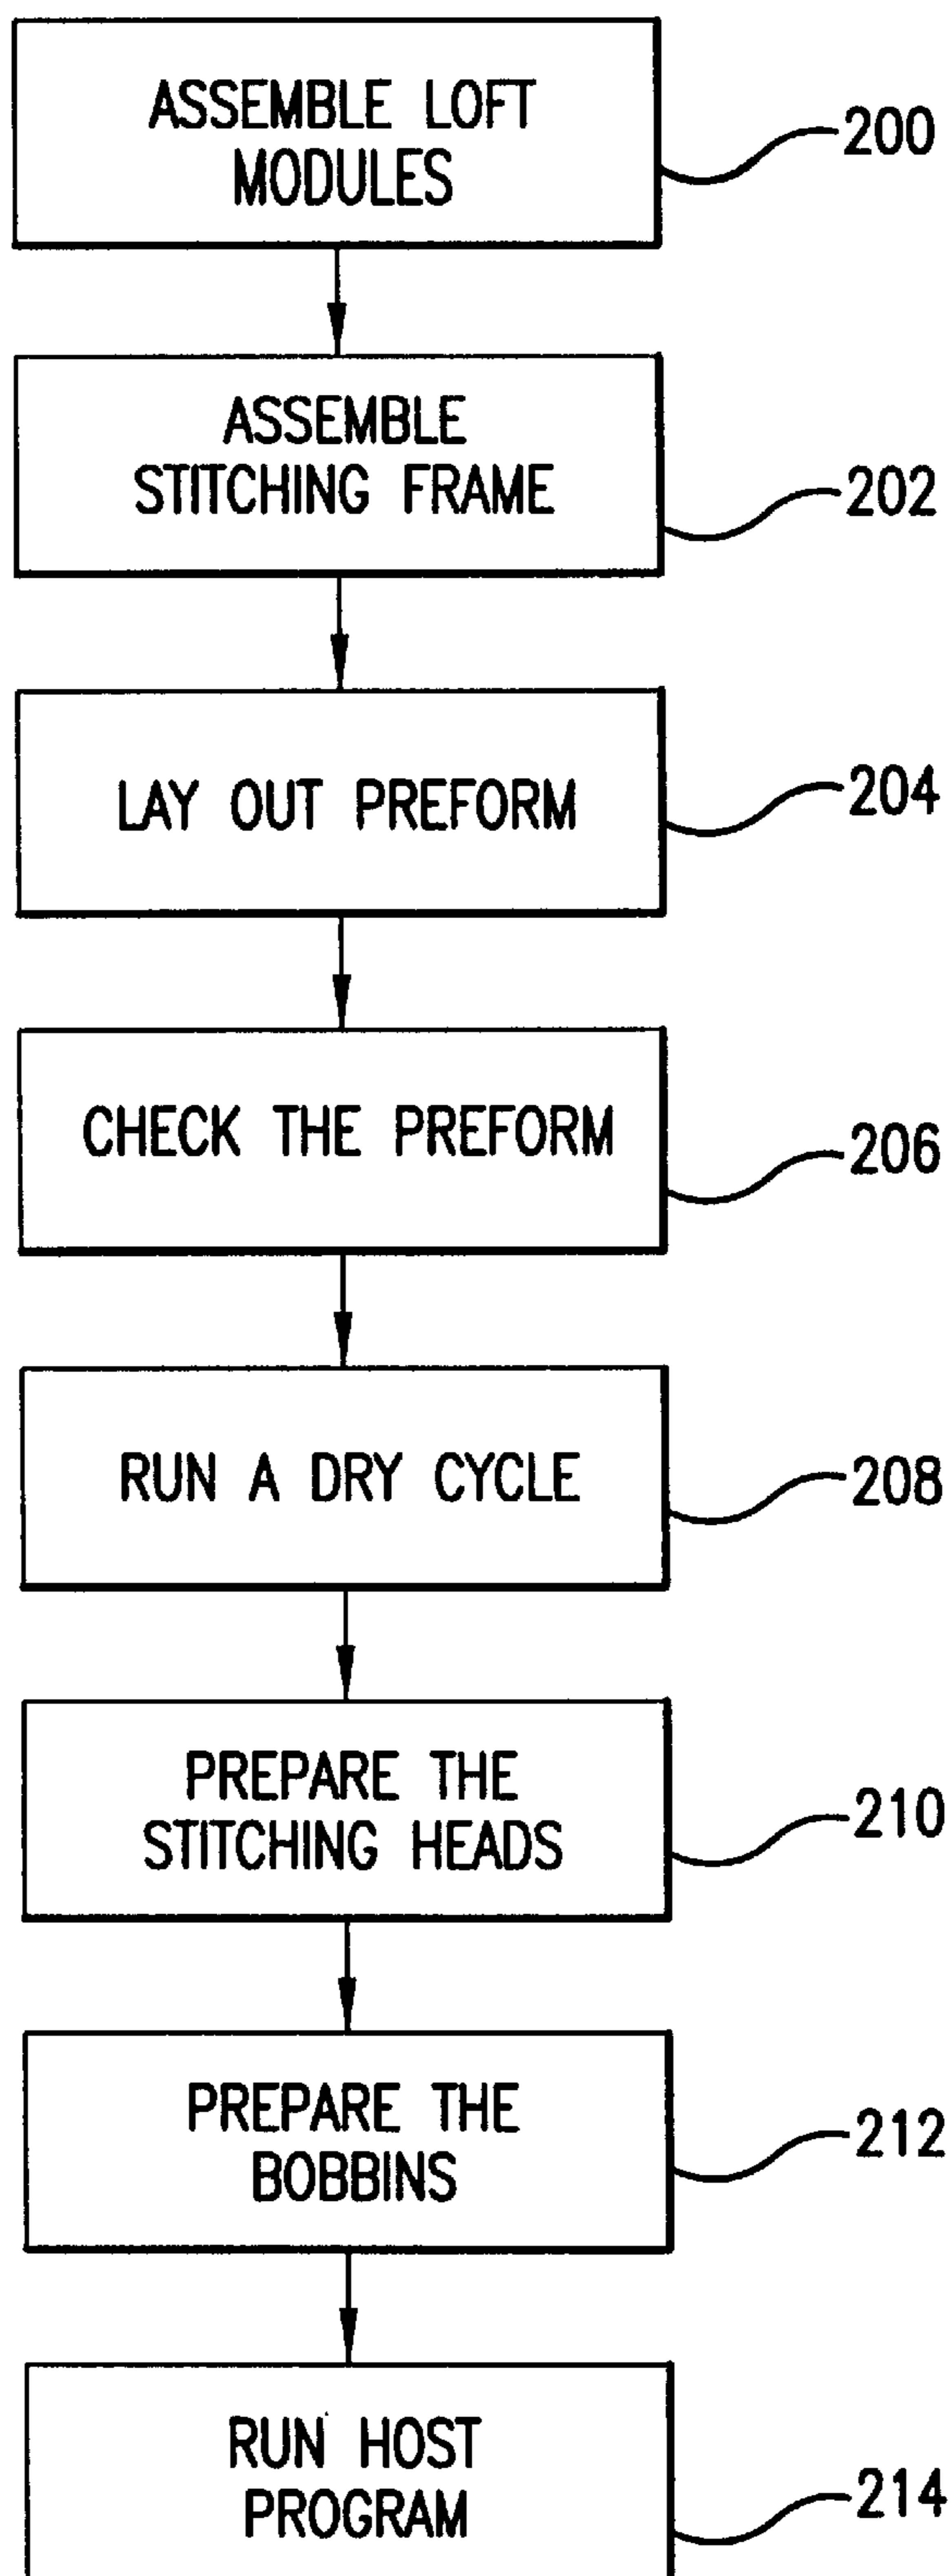 ASSEMBLE LOFT
MODULES
200
ASSEMBLE
STITCHING FRAME
202
LAY OUT PREFORM
204
CHECK THE PREFORM
206
RUN A DRY CYCLE
208
PREPARE THE
STITCHING HEADS
210
PREPARE THE
BOBBINS
212
RUN HOST
PROGRAM
214